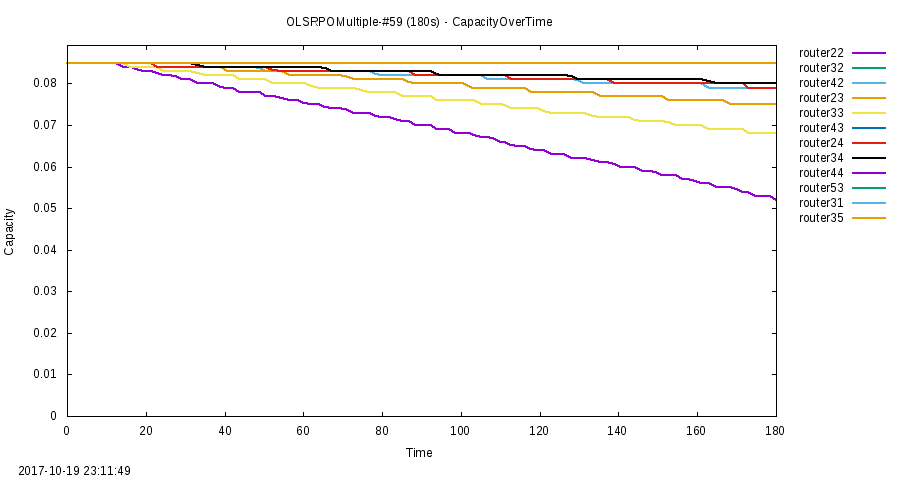 OLSRPOMultiple-#59 (180s) - CapacityOverTime
router22
router32
router42
router23
router33
router43
router24
router34
router44
router53
router31
router35
Capacity
0.08
0.07
0.06
0.05
0.04
0.03
0.02
0.01
0
0 20 40 60 80 100 120 140 160 180
Time
2017-10-19 23:11:49